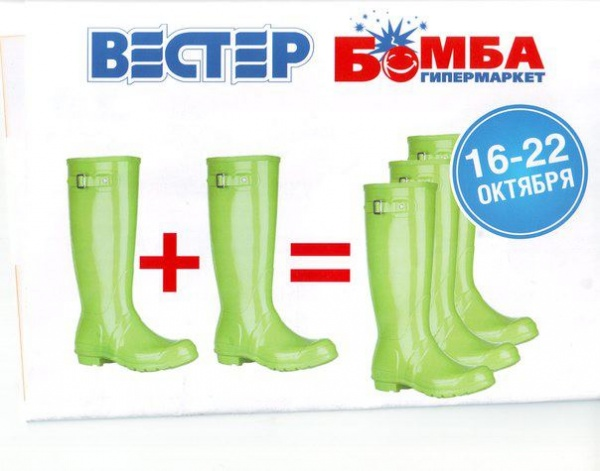 ВЕСТЕР
БОМБА
ГИПЕРМАРКЕТ
16-22
ОКТЯБРЯ
+
=